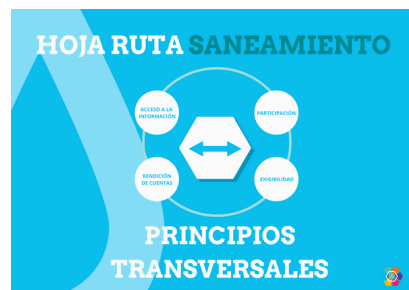 HOJA RUTA SANEAMIENTO
ACCESO A LA
INFORMACIÓN
PARTICIPACIÓN
RENDICIÓN
DE CUENTAS
EXIGIBILIDAD
PRINCIPIOS
TRANSVERSALES